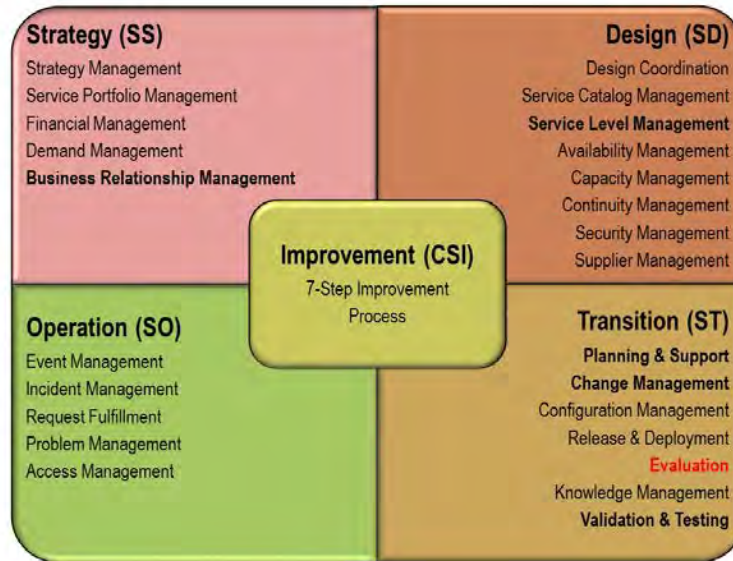 Strategy (SS)
Strategy Management
Service Portfolio Management
Financial Management
Demand Management
Business Relationship Management
Design (SD)
Design Coordination
Service Catalog Management
Service Level Management
Availability Management
Capacity Management
Continuity Management
Security Management
Supplier Management
Improvement (CSI)
7-Step Improvement
Process
Operation (SO)
Event Management
Incident Management
Request Fulfillment
Problem Management
Access Management
Transition (ST)
Planning & Support
Change Management
Configuration Management
Release & Deployment
Evaluation
Knowledge Management
Validation & Testing